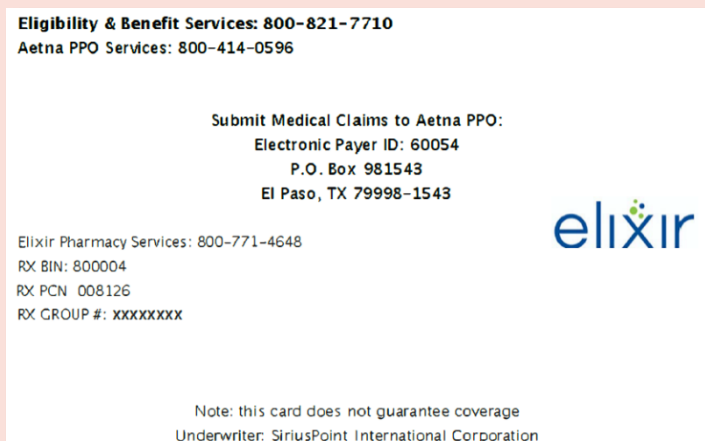 Eligibility & Benefit Services: 800-821-7710
Aetna PPO Services: 800-414-0596
Submit Medical Claims to Aetna PPO:
Electronic Payer ID: 60054
P.O. Box 981543
El Paso, TX 79998-1543
elixir
Elixir Pharmacy Services: 800-771-4648
RX BIN: 800004
RX PCN 008126
RX GROUP #: XXXXXXXX
Note: this card does not guarantee coverage
Underwriter: SiriusPoint International Corporation